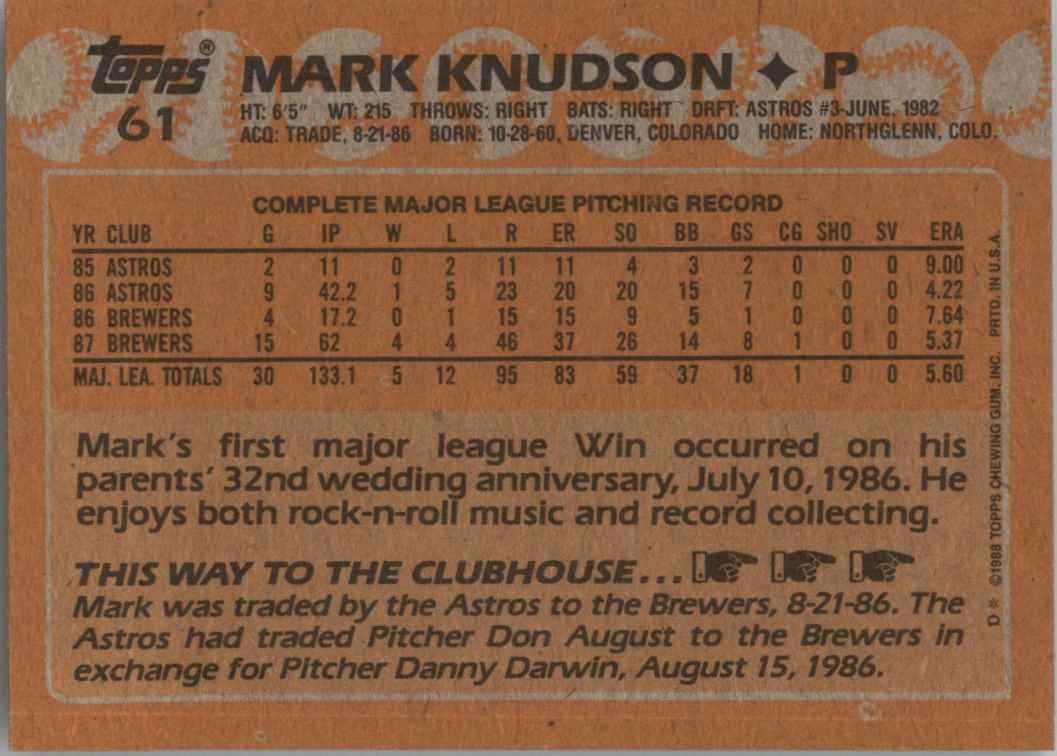 Topps®
61
MARK KNUDSON ✦ P
HT: 6'5" WT: 215 THROWS: RIGHT BATS: RIGHT DRFT: ASTROS #3-JUNE, 1982
ACQ: TRADE, 8-21-86 BORN: 10-28-60, DENVER, COLORADO HOME: NORTHGLENN, COLO.
COMPLETE MAJOR LEAGUE PITCHING RECORD
YR CLUB G IP W L R ER SO BB GS CG SHO SV ERA
85 ASTROS 2 11 0 2 11 11 4 3 2 0 0 0 9.00
86 ASTROS 9 42.2 1 5 23 20 20 15 7 0 0 0 4.22
86 BREWERS 4 17.2 0 1 15 15 9 5 1 0 0 0 7.64
87 BREWERS 15 62 4 4 46 37 26 14 8 1 0 0 5.37
MAJ. LEA. TOTALS 30 133.1 5 12 95 83 59 37 18 1 0 0 5.60
Mark's first major league Win occurred on his
parents' 32nd wedding anniversary, July 10, 1986. He
enjoys both rock-n-roll music and record collecting.
THIS WAY TO THE CLUBHOUSE...
Mark was traded by the Astros to the Brewers, 8-21-86. The
Astros had traded Pitcher Don August to the Brewers in
exchange for Pitcher Danny Darwin, August 15, 1986.
D* ©1988 TOPPS CHEWING GUM, INC. PRTD. IN U.S.A.